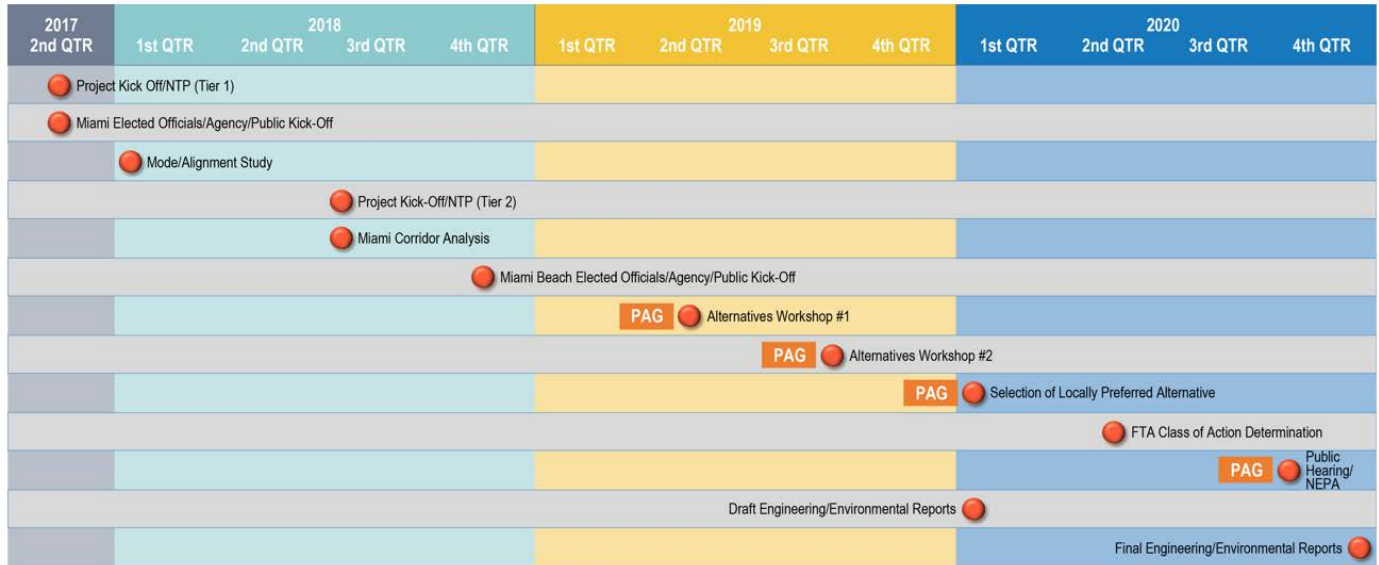 2017 2018 2019 2020
2nd QTR 1st QTR 2nd QTR 3rd QTR 4th QTR 1st QTR 2nd QTR 3rd QTR 4th QTR 1st QTR 2nd QTR 3rd QTR 4th QTR
Project Kick Off/NTP (Tier 1)
Miami Elected Officials/Agency/Public Kick-Off
Mode/Alignment Study
Project Kick-Off/NTP (Tier 2)
Miami Corridor Analysis
Miami Beach Elected Officials/Agency/Public Kick-Off
PAG Alternatives Workshop #1
PAG Alternatives Workshop #2
PAG Selection of Locally Preferred Alternative
FTA Class of Action Determination
PAG Public
Hearing/
NEPA
Draft Engineering/Environmental Reports
Final Engineering/Environmental Reports